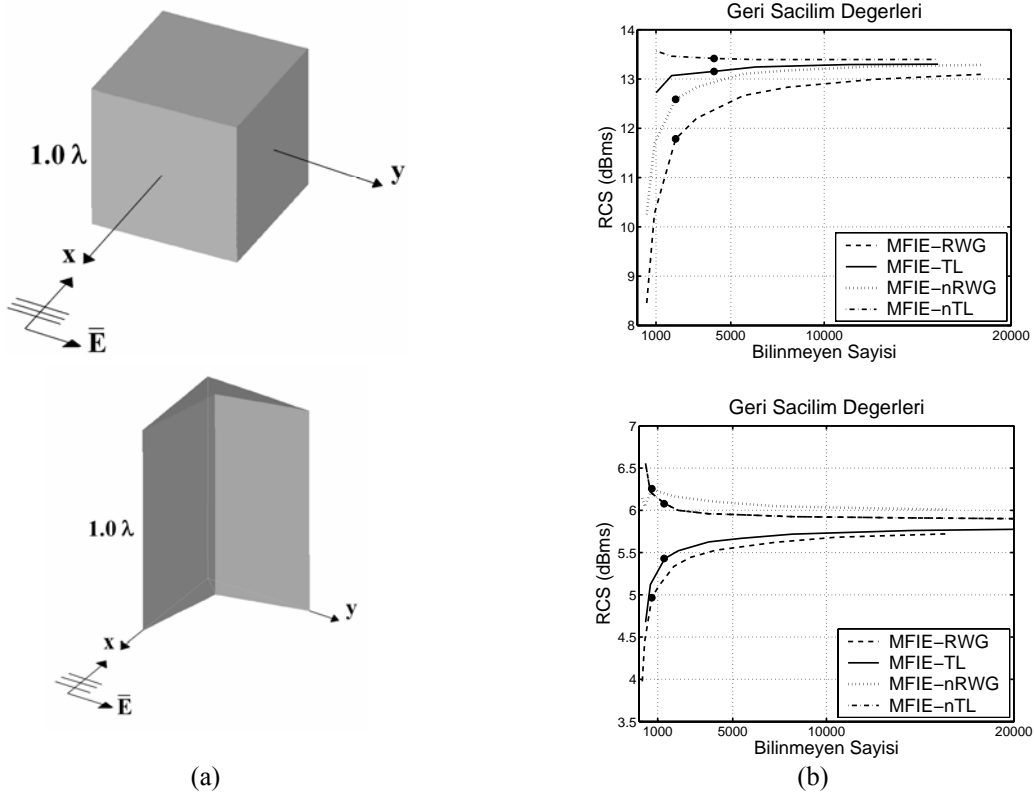 1.0 λ
y
x
E
Geri Sacilim Degerleri
14
13
12
11
10
9
8
RCS (dBms)
1000 5000 10000 20000
Bilinmeyen Sayisi
MFIE−RWG
MFIE−TL
MFIE−nRWG
MFIE−nTL
1.0 λ
y
x
E
Geri Sacilim Degerleri
7
6.5
6
5.5
5
4.5
4
3.5
RCS (dBms)
1000 5000 10000 20000
Bilinmeyen Sayisi
MFIE−RWG
MFIE−TL
MFIE−nRWG
MFIE−nTL
(a) (b)